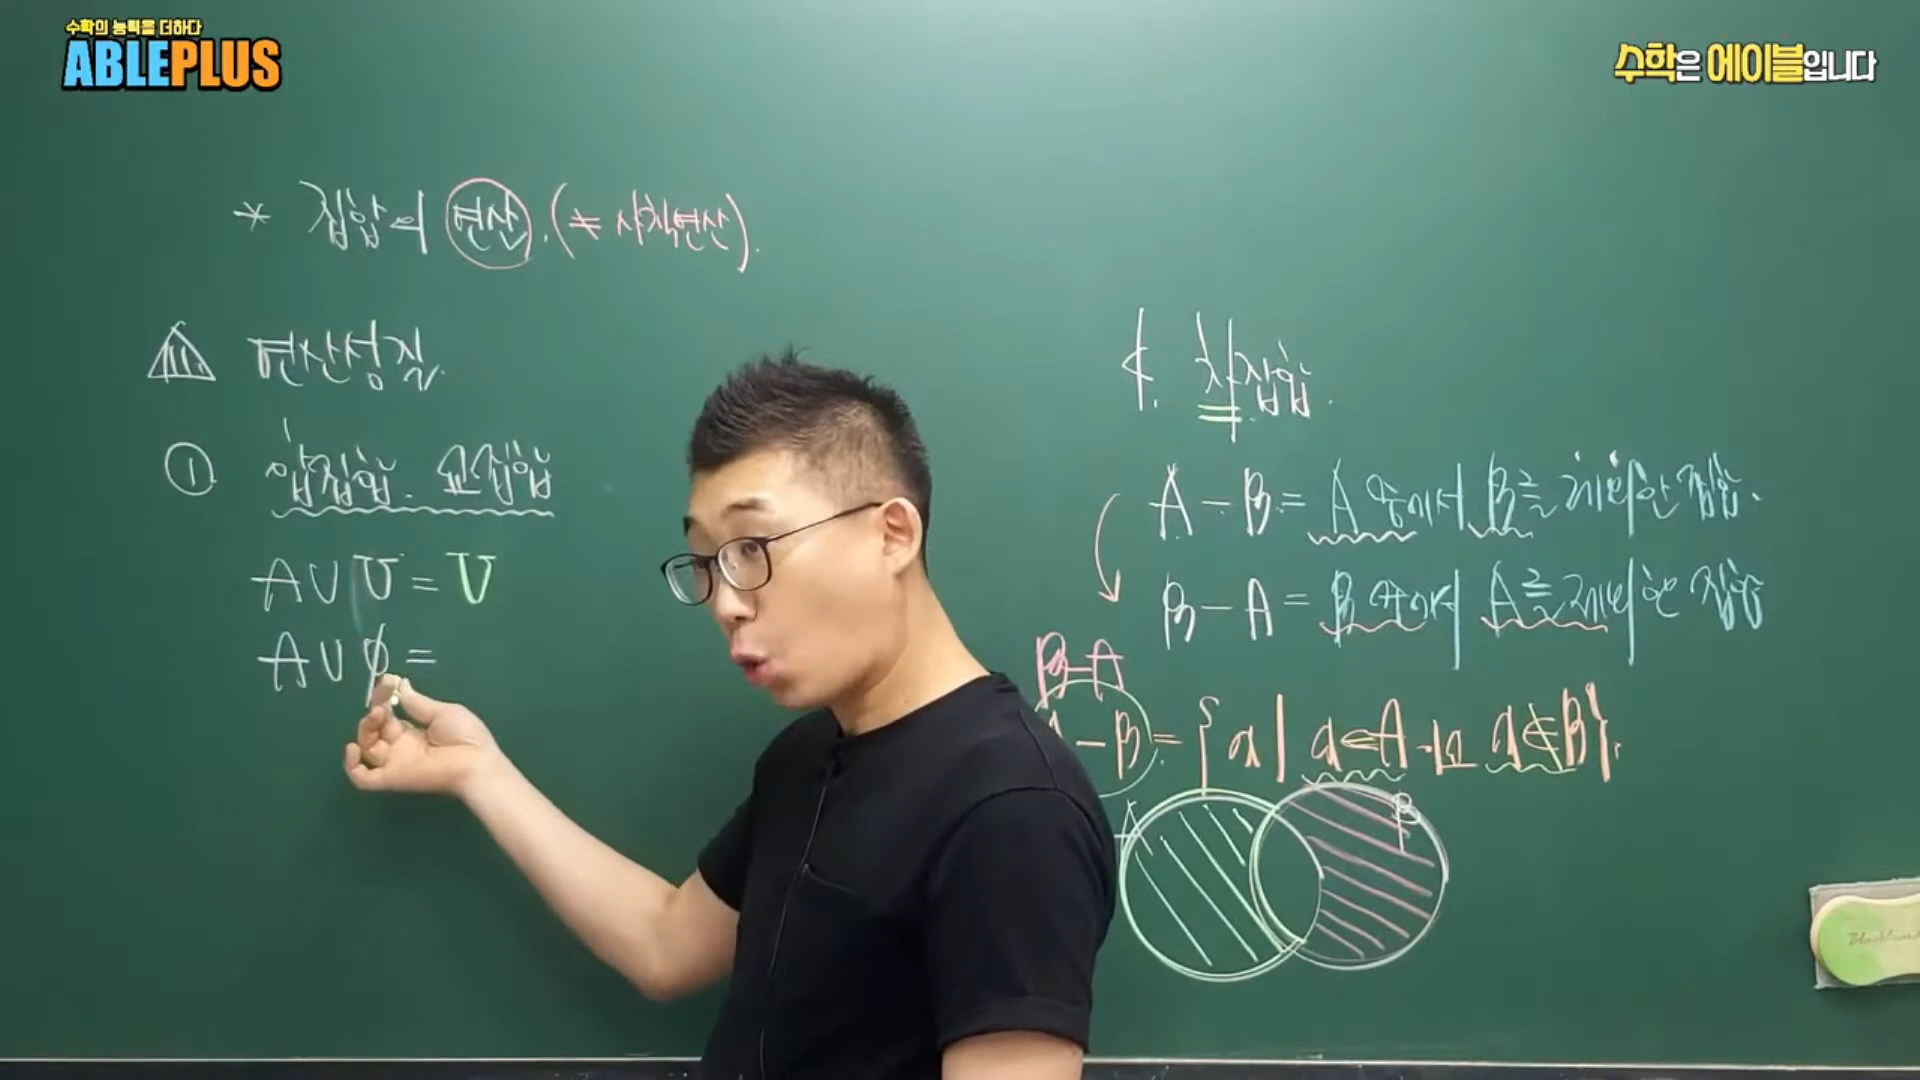 수학의 능력을 더하다
ABLEPLUS
수학은 에이블입니다
* 집합의 연산. (≠ 사칙연산).
연산성질.
① 합집합. 교집합
A∪U = U
A∪∅ =
4. 차집합.
A - B = A 중에서 B를 제외한 집합.
B - A = B 중에서 A를 제외한 집합
B-A
A - B = { x | x∈A 그리고 x∉B }.
A
B